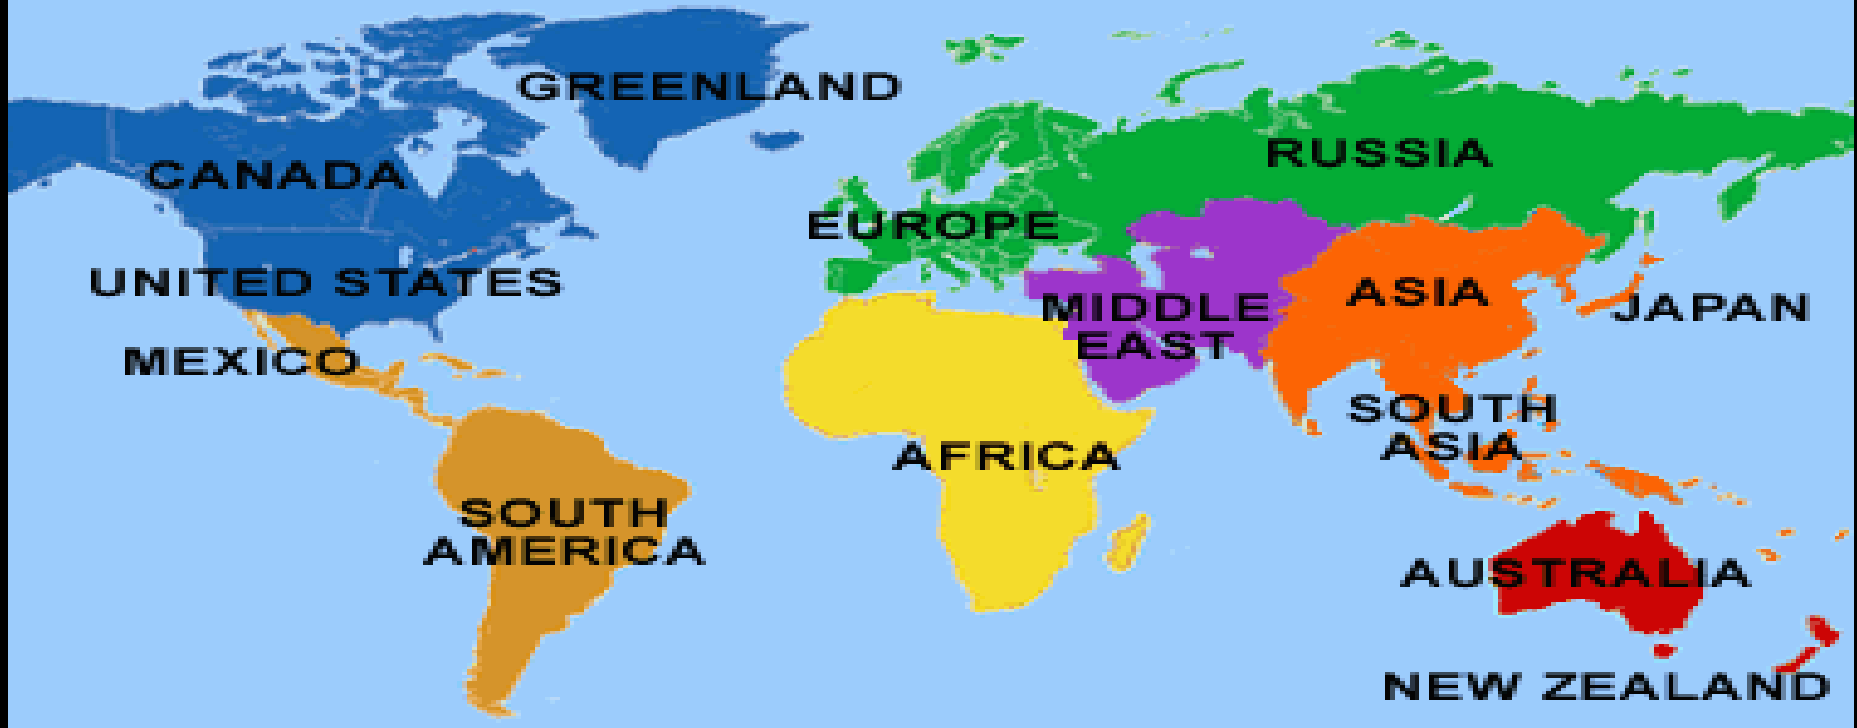 GREENLAND
CANADA
RUSSIA
EUROPE
UNITED STATES
ASIA
MIDDLE
EAST
JAPAN
MEXICO
SOUTH
ASIA
AFRICA
SOUTH
AMERICA
AUSTRALIA
NEW ZEALAND